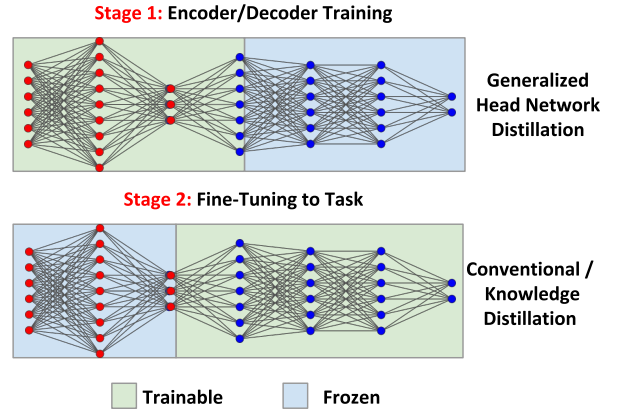 Stage 1: Encoder/Decoder Training
Generalized
Head Network
Distillation
Stage 2: Fine-Tuning to Task
Conventional /
Knowledge
Distillation
Trainable
Frozen